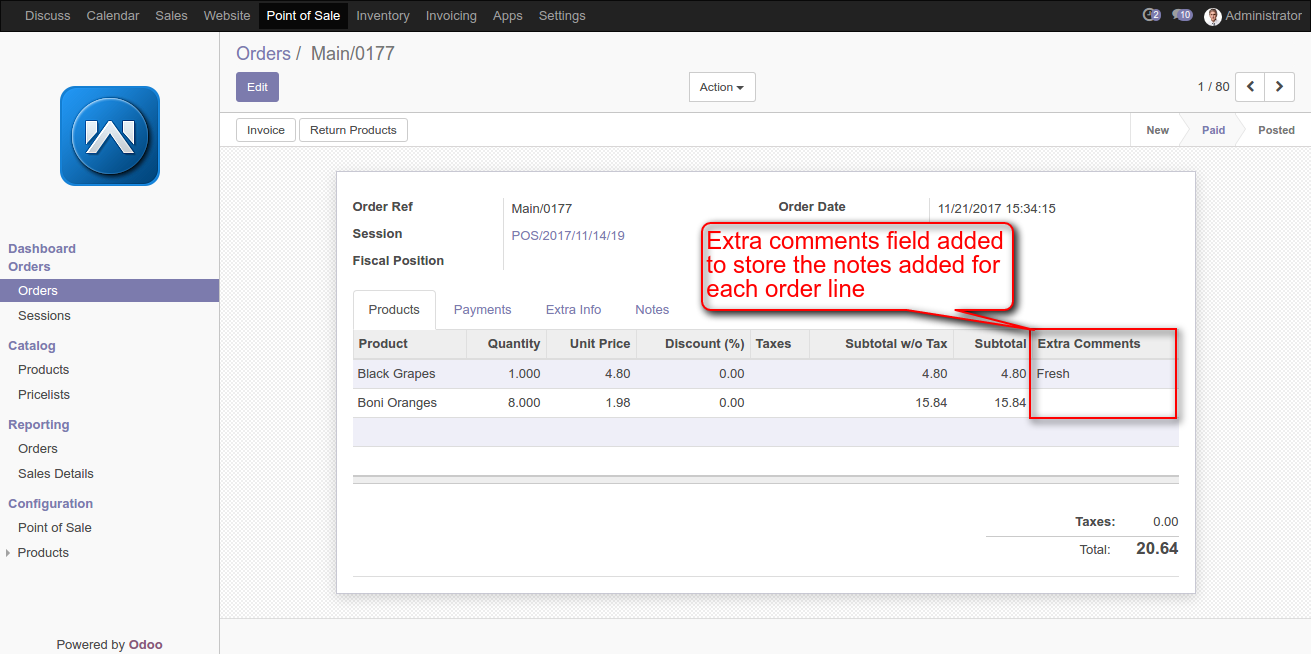 Discuss Calendar Sales Website Point of Sale Inventory Invoicing Apps Settings 2 10 Administrator
Orders / Main/0177
Edit Action 1 / 80
Invoice Return Products New Paid Posted
W
Dashboard
Orders
Orders
Sessions
Catalog
Products
Pricelists
Reporting
Orders
Sales Details
Configuration
Point of Sale
Products
Powered by Odoo
Order Ref Main/0177 Order Date 11/21/2017 15:34:15
Session POS/2017/11/14/19
Fiscal Position
Extra comments field added
to store the notes added for
each order line
Products Payments Extra Info Notes
Product Quantity Unit Price Discount (%) Taxes Subtotal w/o Tax Subtotal Extra Comments
Black Grapes 1.000 4.80 0.00 4.80 4.80 Fresh
Boni Oranges 8.000 1.98 0.00 15.84 15.84
Taxes: 0.00
Total: 20.64